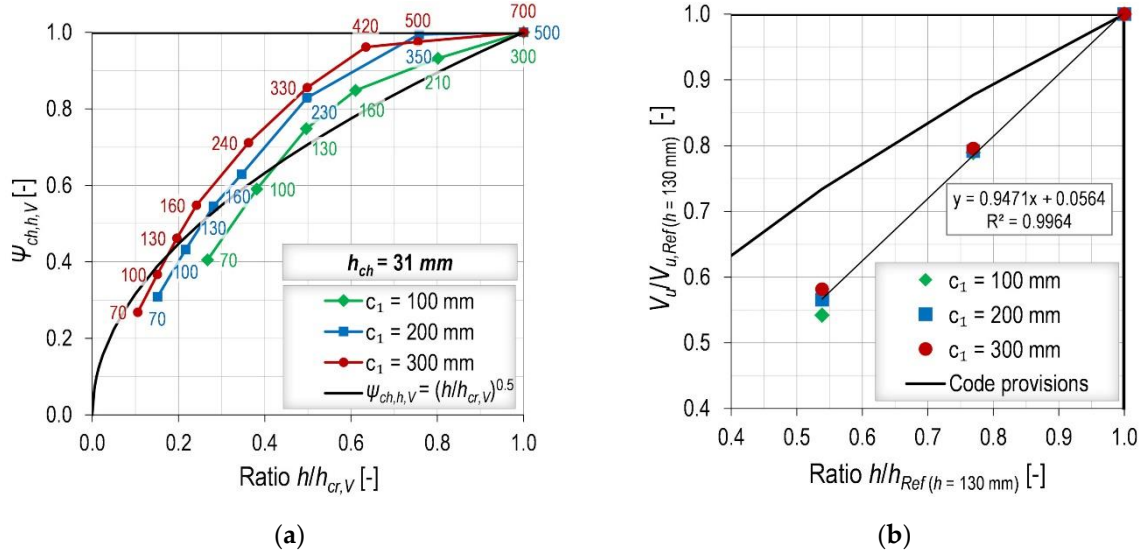 700
420
500
1.0
500
350
300
330
210
0.8
230
160
240
130
0.6
160
160
100
130
130
0.4
100
100
70
70
70
0.2
0.0
ψch,h,V [-]
hch = 31 mm
c1 = 100 mm
c1 = 200 mm
c1 = 300 mm
ψch,h,V = (h/hcr,V)^0.5
0.0 0.2 0.4 0.6 0.8 1.0
Ratio h/hcr,V [-]
(a)
1.0
0.9
0.8
0.7
0.6
0.5
0.4
Vu/Vu,Ref (h = 130 mm) [-]
y = 0.9471x + 0.0564
R² = 0.9964
c1 = 100 mm
c1 = 200 mm
c1 = 300 mm
Code provisions
0.4 0.5 0.6 0.7 0.8 0.9 1.0
Ratio h/hRef (h = 130 mm) [-]
(b)